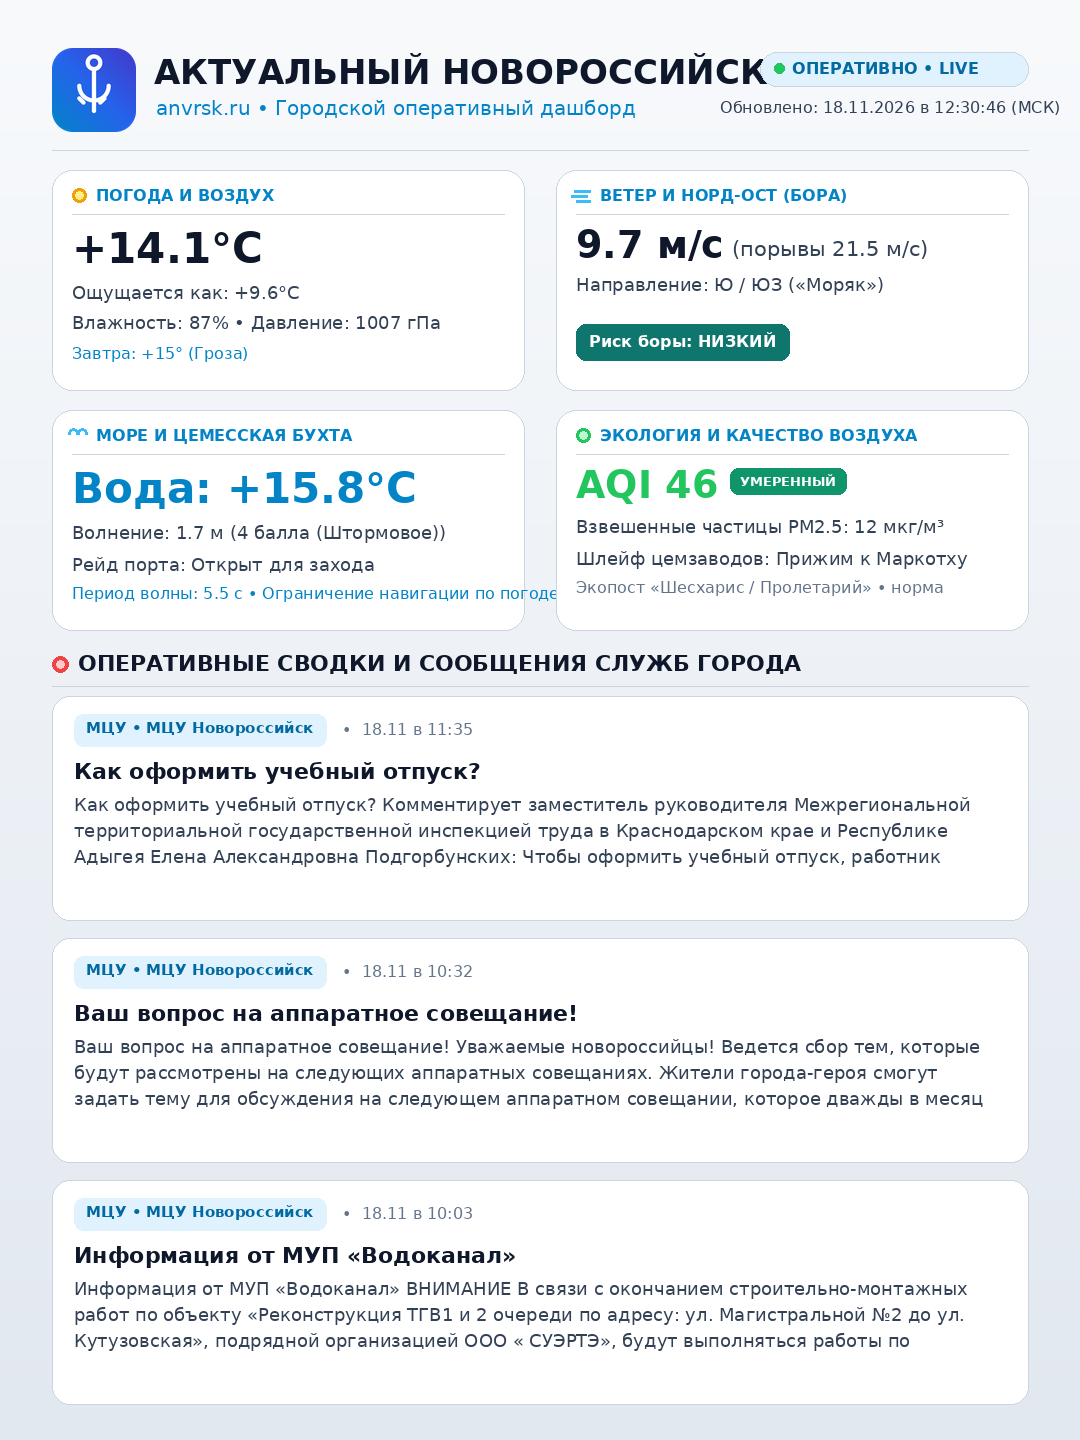 АКТУАЛЬНЫЙ НОВОРОССИЙСК
ОПЕРАТИВНО • LIVE
anvrsk.ru • Городской оперативный дашборд
Обновлено: 18.11.2026 в 12:30:46 (МСК)
ПОГОДА И ВОЗДУХ
+14.1°C
Ощущается как: +9.6°C
Влажность: 87% • Давление: 1007 гПа
Завтра: +15° (Гроза)
ВЕТЕР И НОРД-ОСТ (БОРА)
9.7 м/с (порывы 21.5 м/с)
Направление: Ю / ЮЗ («Моряк»)
Риск боры: НИЗКИЙ
МОРЕ И ЦЕМЕССКАЯ БУХТА
Вода: +15.8°C
Волнение: 1.7 м (4 балла (Штормовое))
Рейд порта: Открыт для захода
Период волны: 5.5 с • Ограничение навигации по погоде
ЭКОЛОГИЯ И КАЧЕСТВО ВОЗДУХА
AQI 46 УМЕРЕННЫЙ
Взвешенные частицы PM2.5: 12 мкг/м³
Шлейф цемзаводов: Прижим к Маркотху
Экопост «Шесхарис / Пролетарий» • норма
ОПЕРАТИВНЫЕ СВОДКИ И СООБЩЕНИЯ СЛУЖБ ГОРОДА
МЦУ • МЦУ Новороссийск • 18.11 в 11:35
Как оформить учебный отпуск?
Как оформить учебный отпуск? Комментирует заместитель руководителя Межрегиональной
территориальной государственной инспекцией труда в Краснодарском крае и Республике
Адыгея Елена Александровна Подгорбунских: Чтобы оформить учебный отпуск, работник
МЦУ • МЦУ Новороссийск • 18.11 в 10:32
Ваш вопрос на аппаратное совещание!
Ваш вопрос на аппаратное совещание! Уважаемые новороссийцы! Ведется сбор тем, которые
будут рассмотрены на следующих аппаратных совещаниях. Жители города-героя смогут
задать тему для обсуждения на следующем аппаратном совещании, которое дважды в месяц
МЦУ • МЦУ Новороссийск • 18.11 в 10:03
Информация от МУП «Водоканал»
Информация от МУП «Водоканал» ВНИМАНИЕ В связи с окончанием строительно-монтажных
работ по объекту «Реконструкция ТГВ1 и 2 очереди по адресу: ул. Магистральной №2 до ул.
Кутузовская», подрядной организацией ООО « СУЭРТЭ», будут выполняться работы по